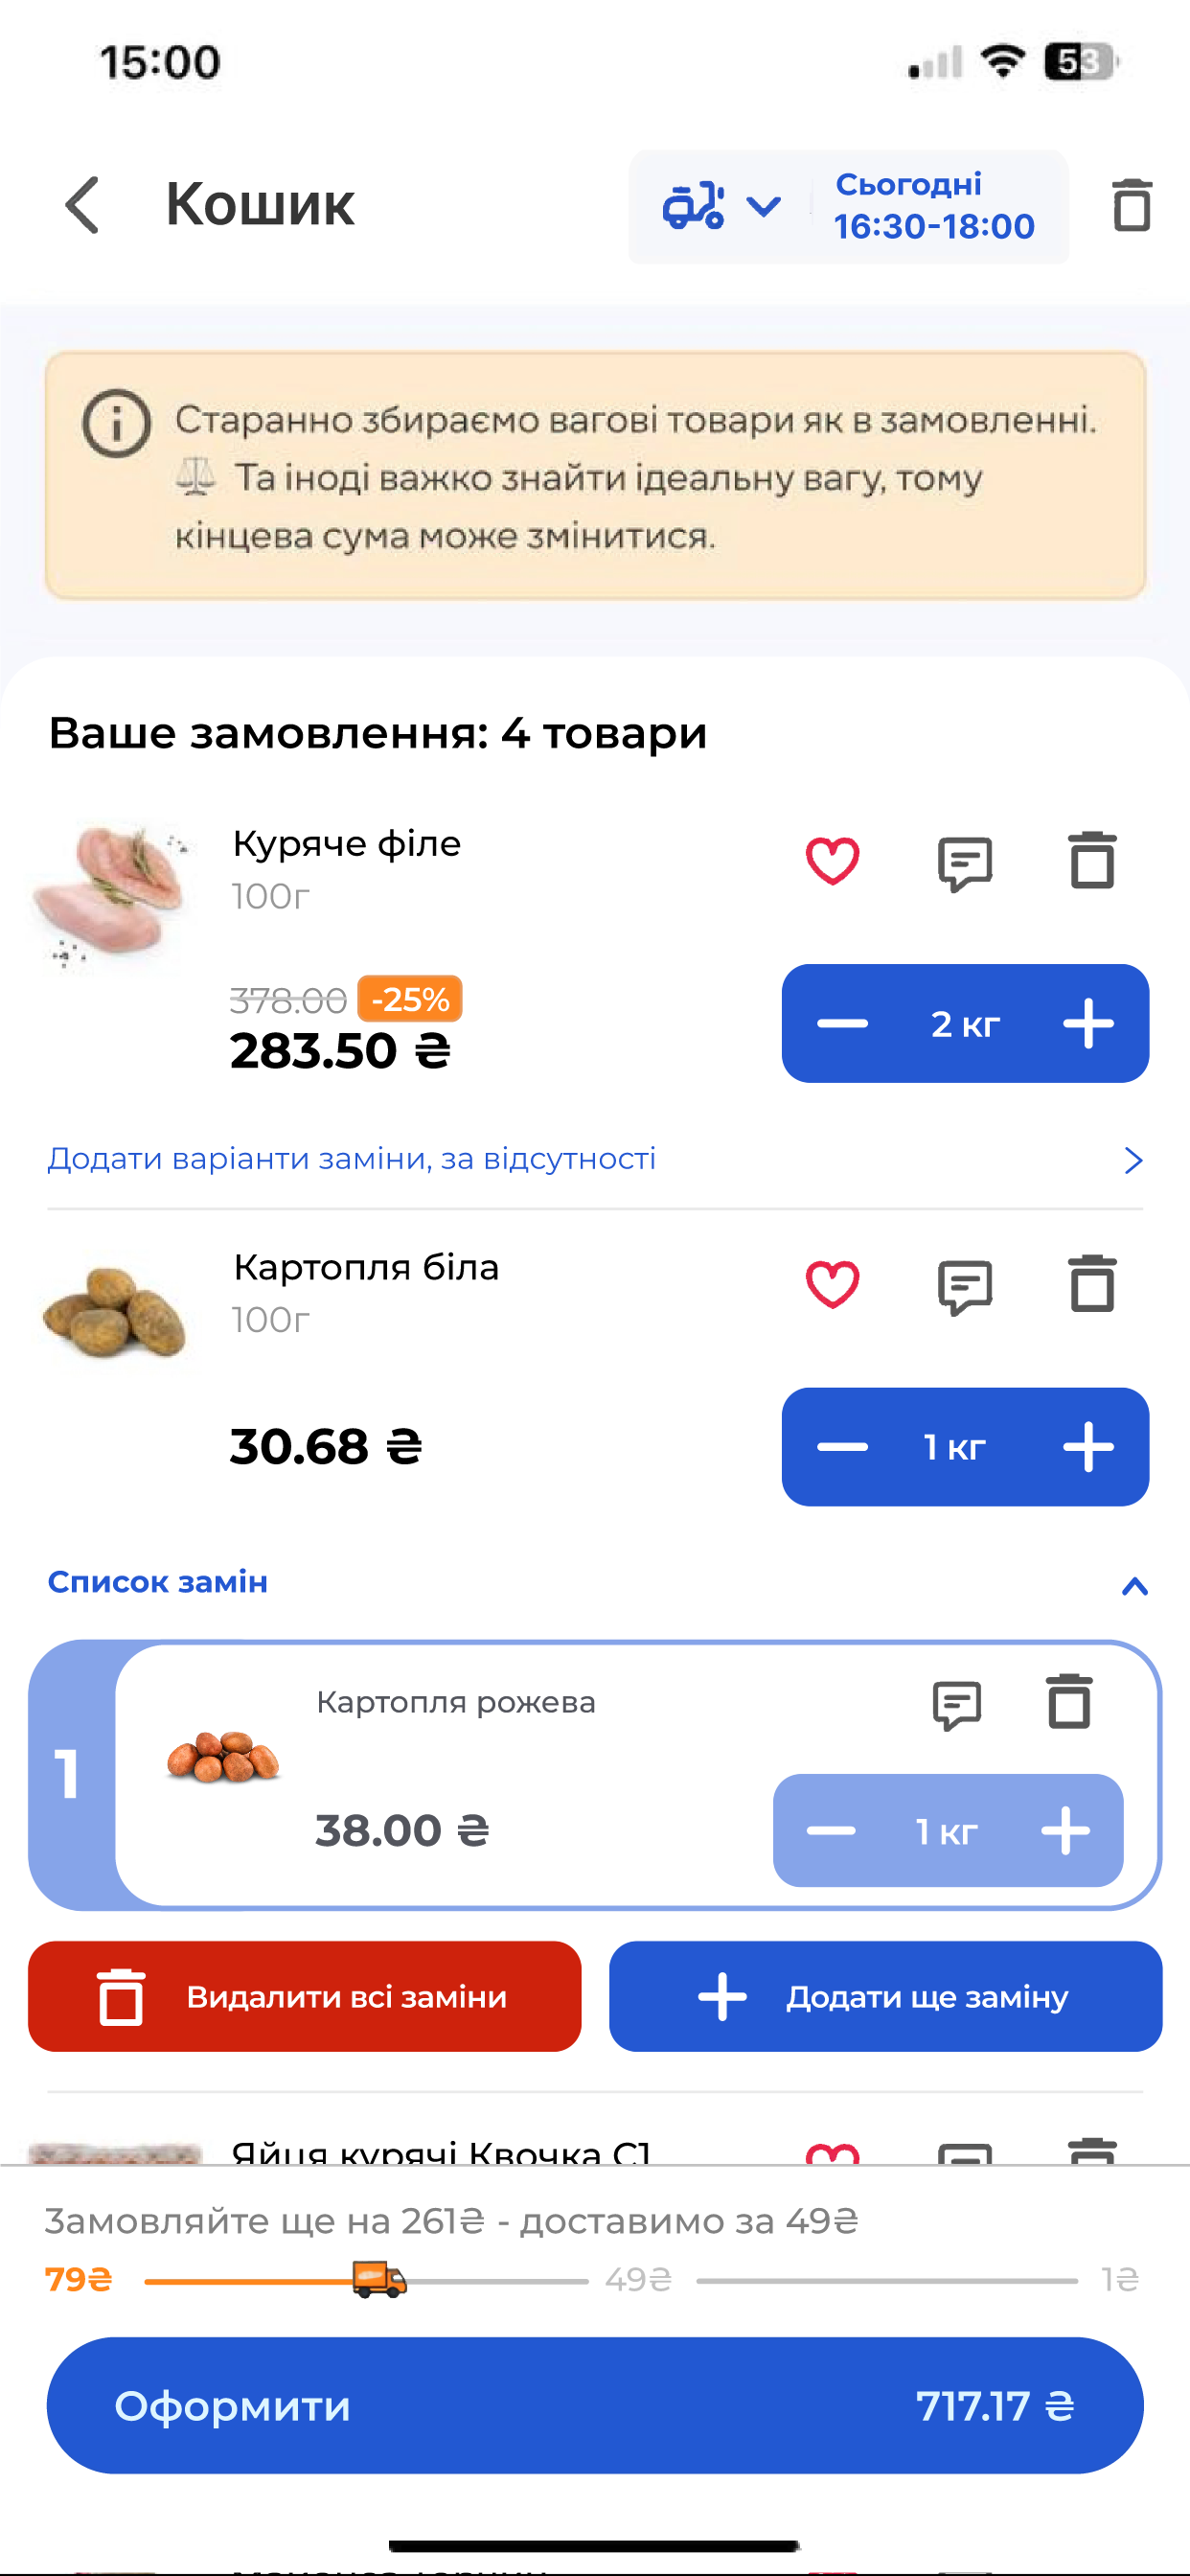 15:00
53
Кошик
Сьогодні
16:30-18:00
Старанно збираємо вагові товари як в замовленні.
Та іноді важко знайти ідеальну вагу, тому
кінцева сума може змінитися.
Ваше замовлення: 4 товари
Куряче філе
100г
378.00 -25%
283.50 ₴
2 кг
Додати варіанти заміни, за відсутності
Картопля біла
100г
30.68 ₴
1 кг
Список замін
1
Картопля рожева
38.00 ₴
1 кг
Видалити всі заміни
Додати ще заміну
Яйця курячі Квочка С1
Замовляйте ще на 261₴ - доставимо за 49₴
79₴ 49₴ 1₴
Оформити 717.17 ₴